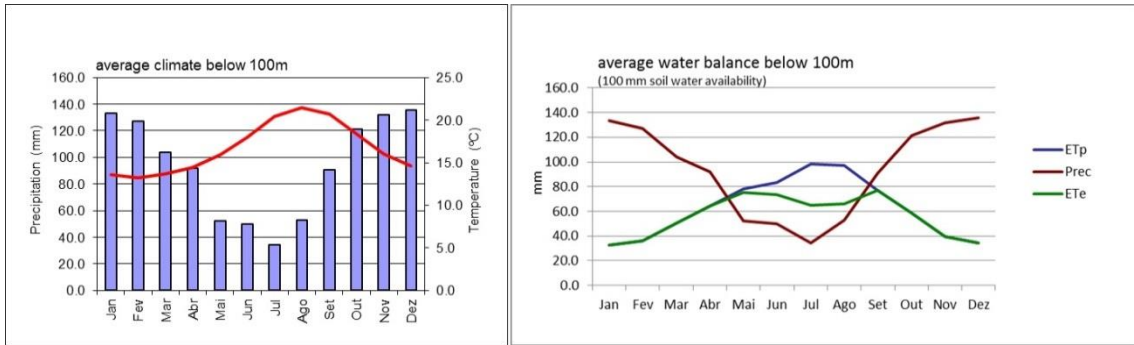 average climate below 100m
Precipitation (mm)
160.0
140.0
120.0
100.0
80.0
60.0
40.0
20.0
0.0
25.0
20.0
15.0
10.0
5.0
0.0
Temperature (ºC)
Jan Fev Mar Abr Mai Jun Jul Ago Set Out Nov Dez
average water balance below 100m
(100 mm soil water availability)
mm
160.0
140.0
120.0
100.0
80.0
60.0
40.0
20.0
0.0
Jan Fev Mar Abr Mai Jun Jul Ago Set Out Nov Dez
ETp
Prec
ETe